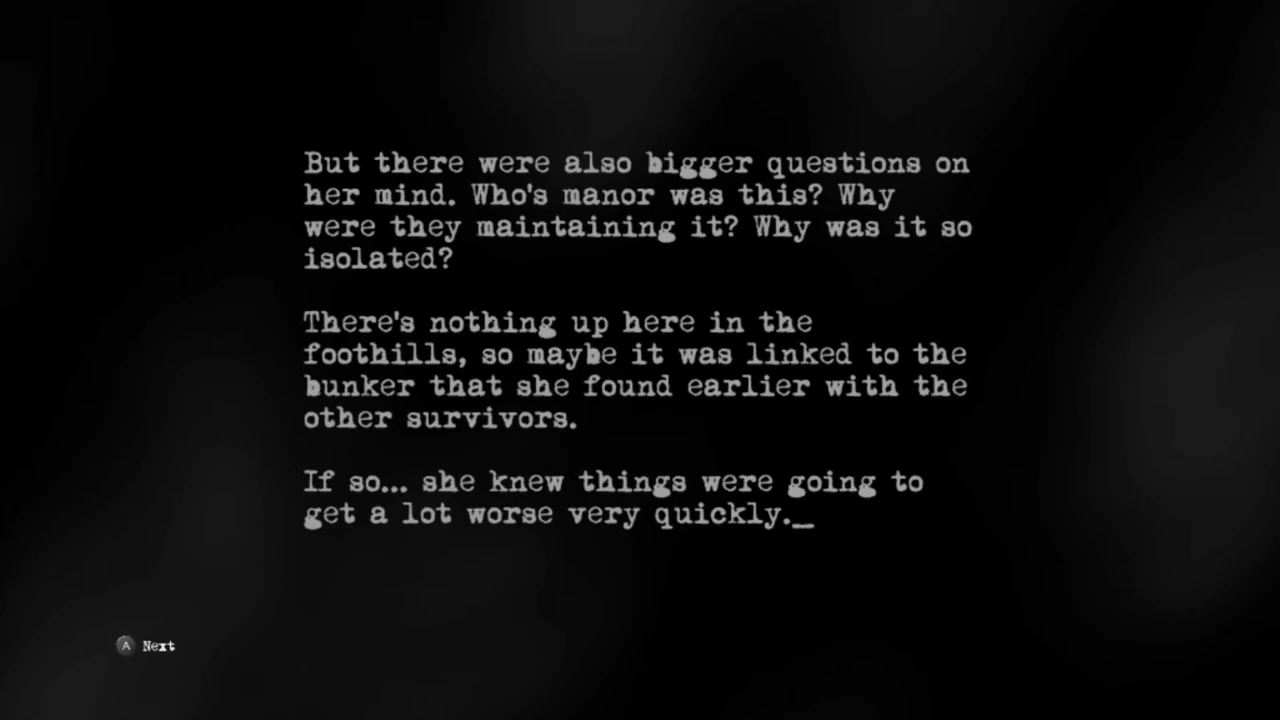 But there were also bigger questions on
her mind. Who's manor was this? Why
were they maintaining it? Why was it so
isolated?
There's nothing up here in the
foothills, so maybe it was linked to the
bunker that she found earlier with the
other survivors.
If so... she knew things were going to
get a lot worse very quickly._
A Next